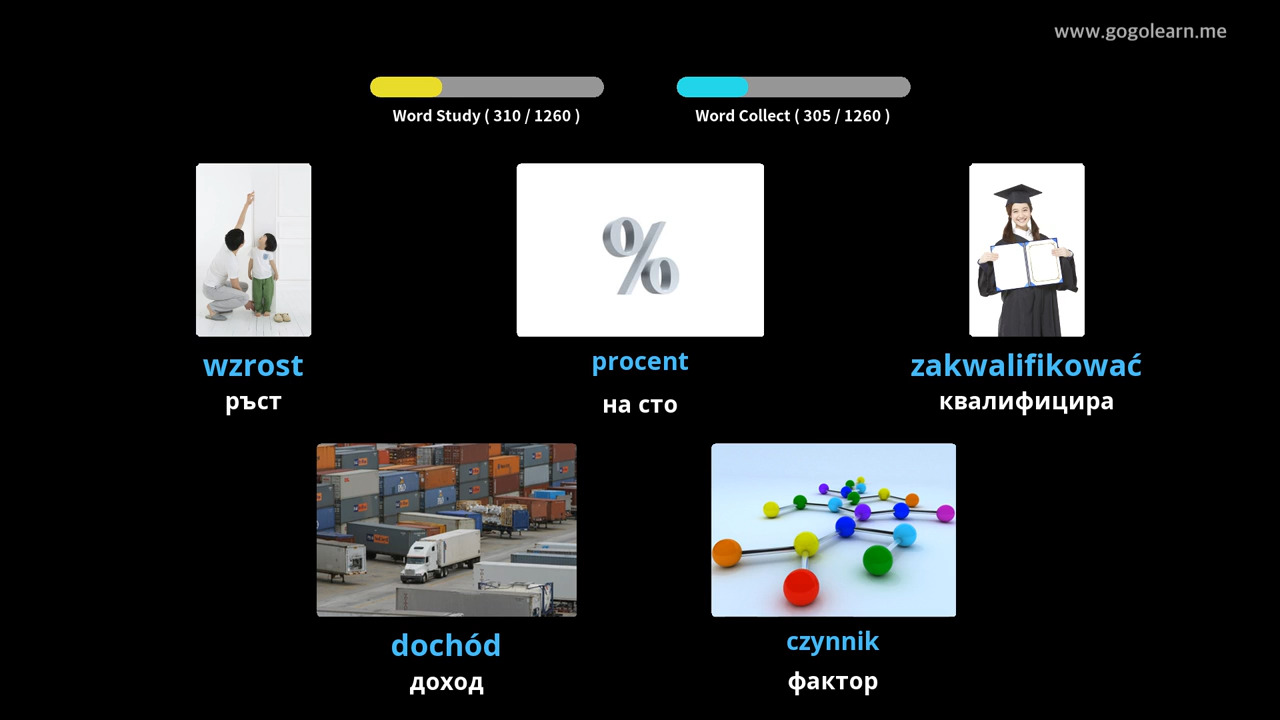 www.gogolearn.me
Word Study ( 310 / 1260 )
Word Collect ( 305 / 1260 )
wzrost
ръст
procent
на сто
zakwalifikować
квалифицира
dochód
доход
czynnik
фактор